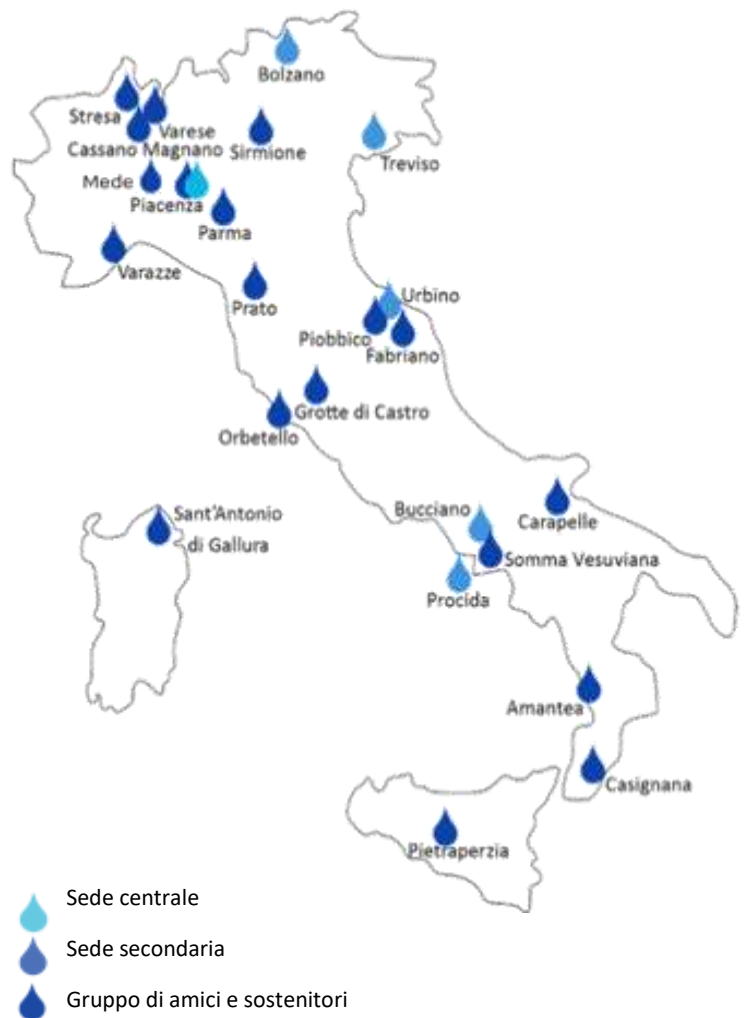 Bolzano
Stresa
Varese
Cassano Magnano
Sirmione
Treviso
Mede
Piacenza
Parma
Varazze
Prato
Urbino
Piobbico
Fabriano
Grotte di Castro
Orbetello
Sant'Antonio
di Gallura
Bucciano
Carapelle
Somma Vesuviana
Procida
Amantea
Casignana
Pietraperzia
Sede centrale
Sede secondaria
Gruppo di amici e sostenitori